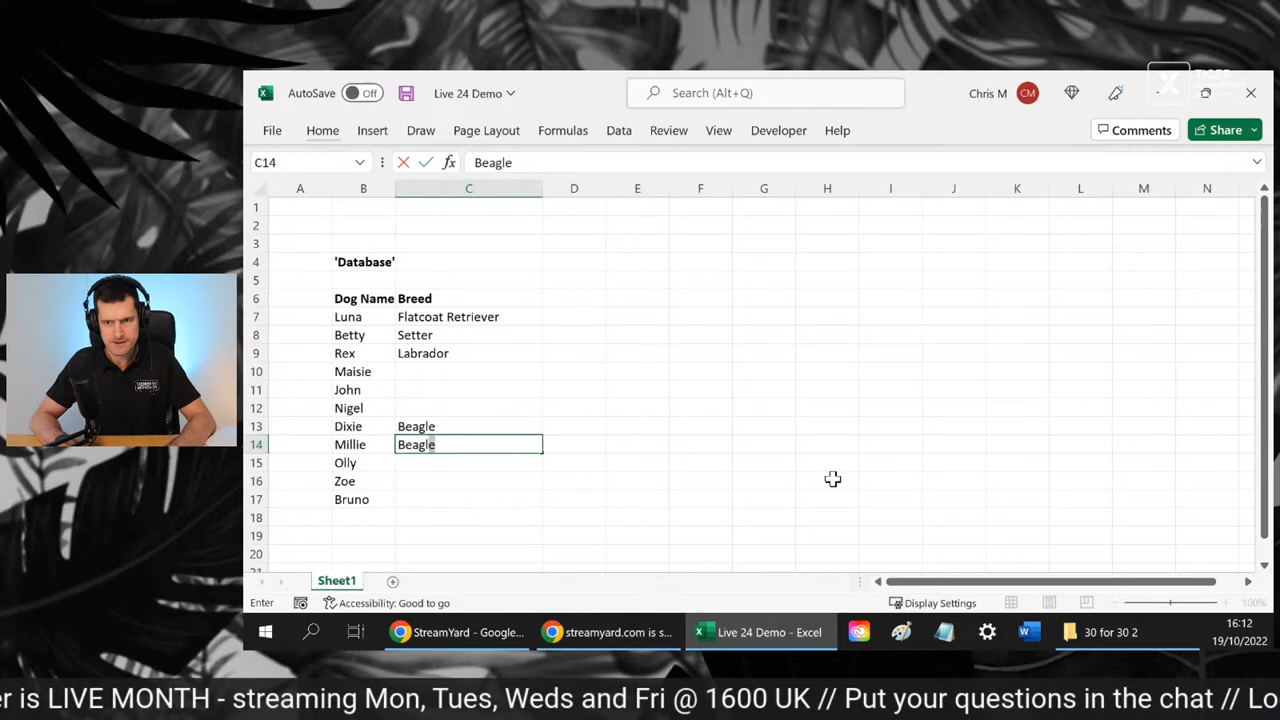 AutoSave Off Live 24 Demo Search (Alt+Q) Chris M CM
File Home Insert Draw Page Layout Formulas Data Review View Developer Help Comments Share
C14 fx Beagle
A B C D E F G H I J K L M N
1
2
3
4 'Database'
5
6 Dog Name Breed
7 Luna Flatcoat Retriever
8 Betty Setter
9 Rex Labrador
10 Maisie
11 John
12 Nigel
13 Dixie Beagle
14 Millie Beagle
15 Olly
16 Zoe
17 Bruno
18
19
20
Sheet1
Enter Accessibility: Good to go Display Settings 100%
StreamYard - Google... streamyard.com is s... Live 24 Demo - Excel 30 for 30 2 16:12
19/10/2022
er is LIVE MONTH - streaming Mon, Tues, Weds and Fri @ 1600 UK // Put your questions in the chat // Lo